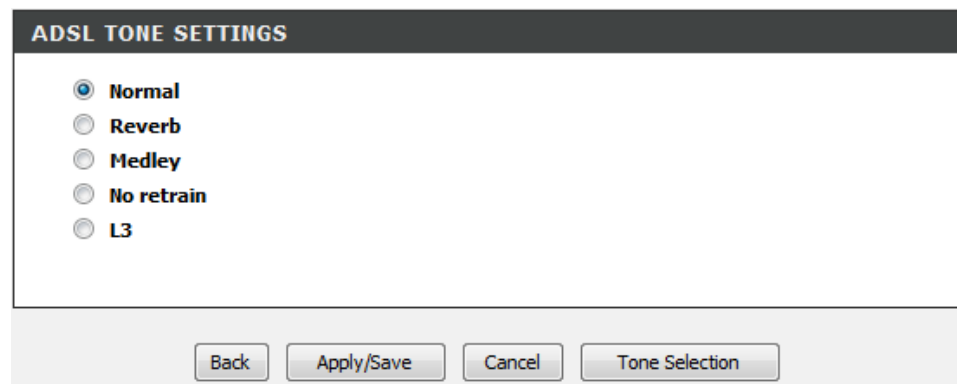 ADSL TONE SETTINGS
Normal
Reverb
Medley
No retrain
L3
Back Apply/Save Cancel Tone Selection